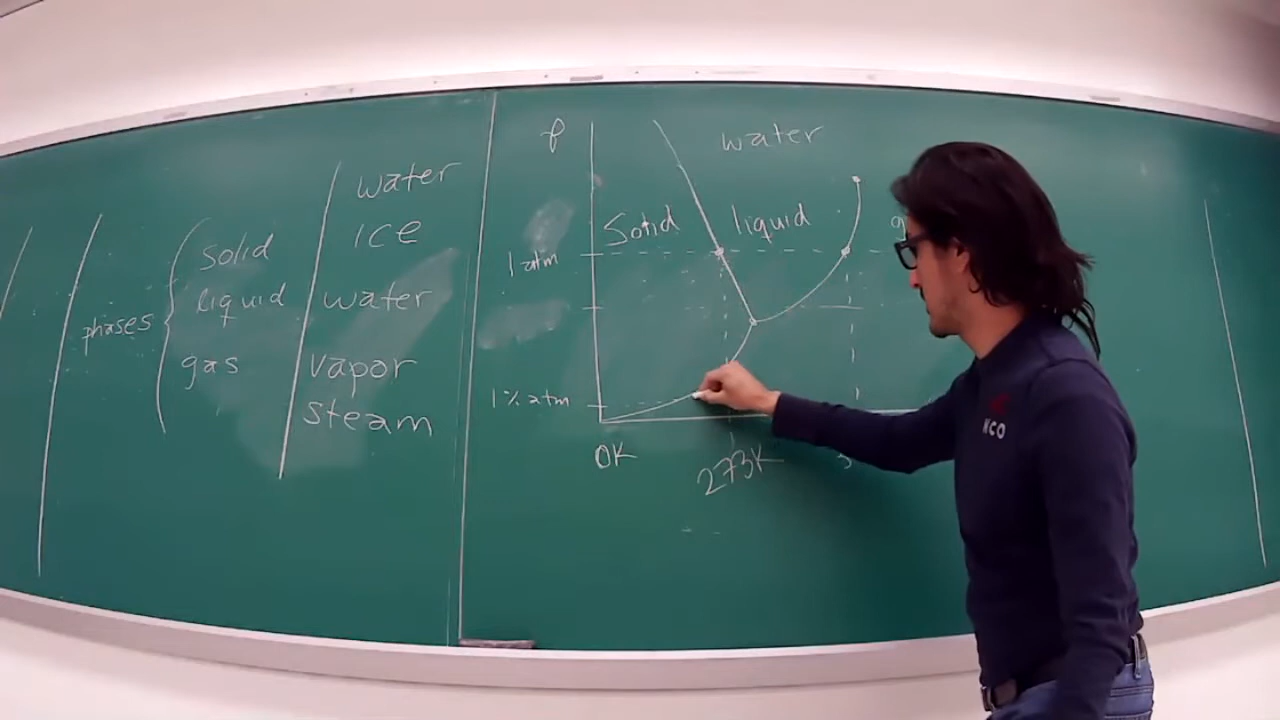 water
ice
phases
solid
liquid
water
gas
vapor
steam
P
water
Solid
liquid
1 atm
1% atm
0K
273K